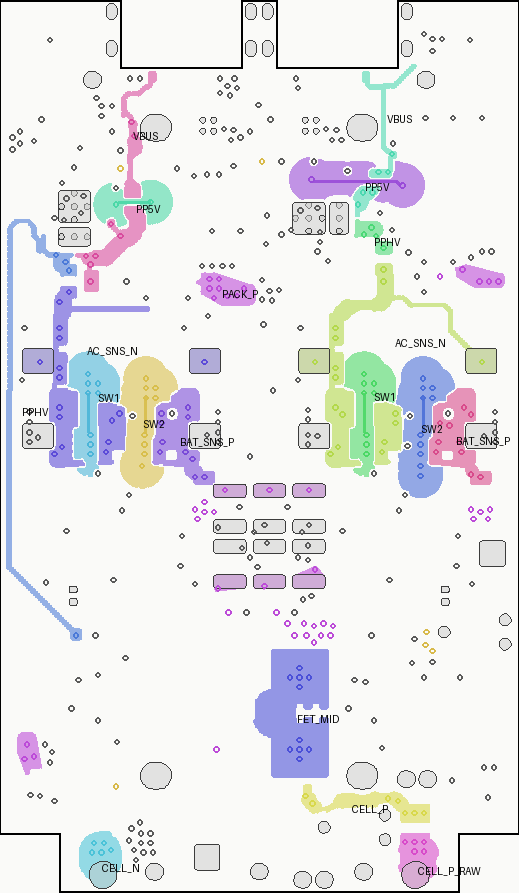 VBUS
VBUS
PP5V
PP5V
PPHV
PACK_P
AC_SNS_N
AC_SNS_N
SW1
SW1
PPHV
SW2
SW2
BAT_SNS_P
BAT_SNS_P
FET_MID
CELL_P
CELL_N
CELL_P_RAW